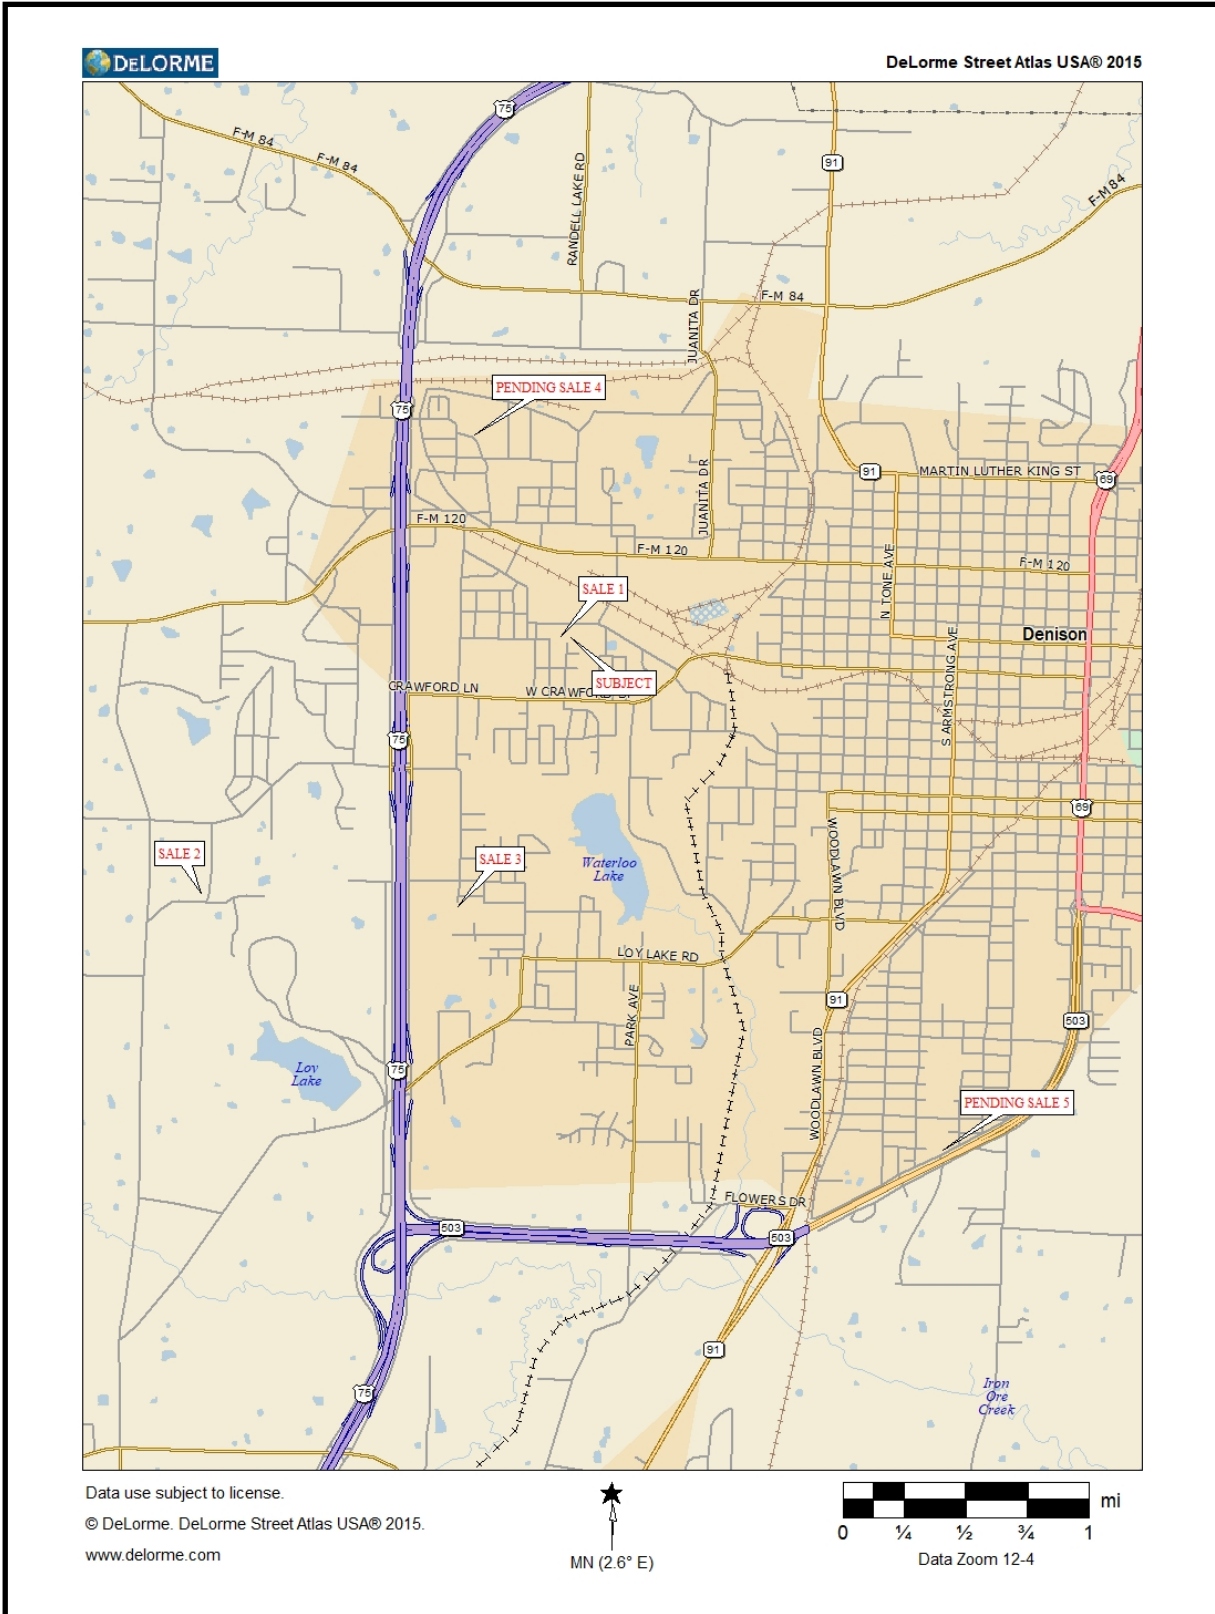 DELORME
DeLorme Street Atlas USA® 2015
75
F-M 84
F-M 84
91
F-M 84
RANDELL LAKE RD
F-M 84
JUANITA DR
PENDING SALE 4
75
JUANITA DR
91
MARTIN LUTHER KING ST
69
F-M 120
F-M 120
F-M 120
N TONE AVE
SALE 1
Denison
S ARMSTRONG AVE
SUBJECT
CRAWFORD LN
W CRAWFORD
75
69
WOODLAWN BLVD
SALE 2
SALE 3
Waterloo
Lake
LOY LAKE RD
PARK AVE
91
503
WOODLAWN BLVD
Loy
Lake
75
PENDING SALE 5
FLOWERS DR
503
503
91
75
Iron
Ore
Creek
Data use subject to license.
© DeLorme. DeLorme Street Atlas USA® 2015.
www.delorme.com
MN (2.6° E)
mi
0 ¼ ½ ¾ 1
Data Zoom 12-4